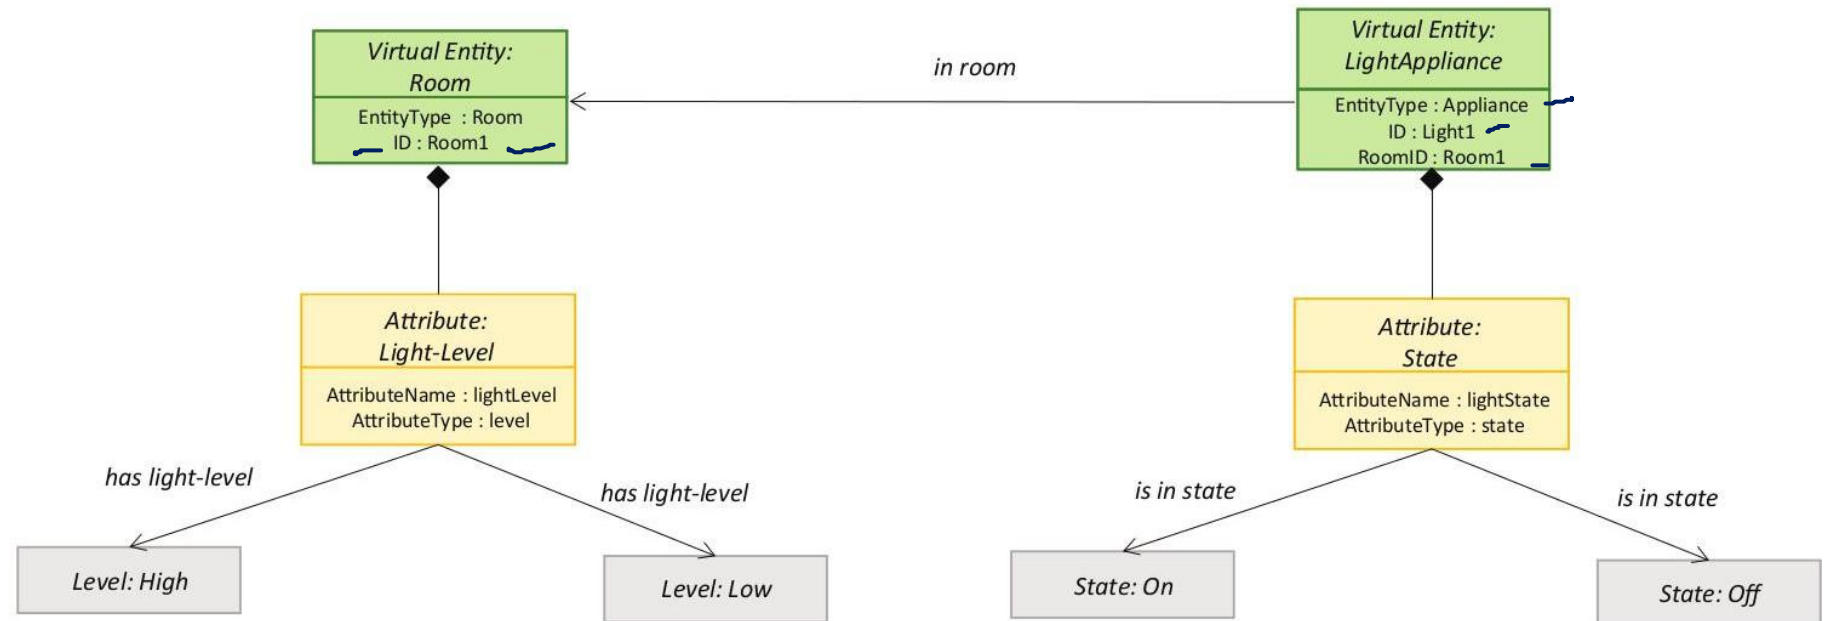 Virtual Entity:
Room
EntityType : Room
ID : Room1
in room
Virtual Entity:
LightAppliance
EntityType : Appliance
ID : Light1
RoomID : Room1
Attribute:
Light-Level
AttributeName : lightLevel
AttributeType : level
Attribute:
State
AttributeName : lightState
AttributeType : state
has light-level
has light-level
is in state
is in state
Level: High
Level: Low
State: On
State: Off